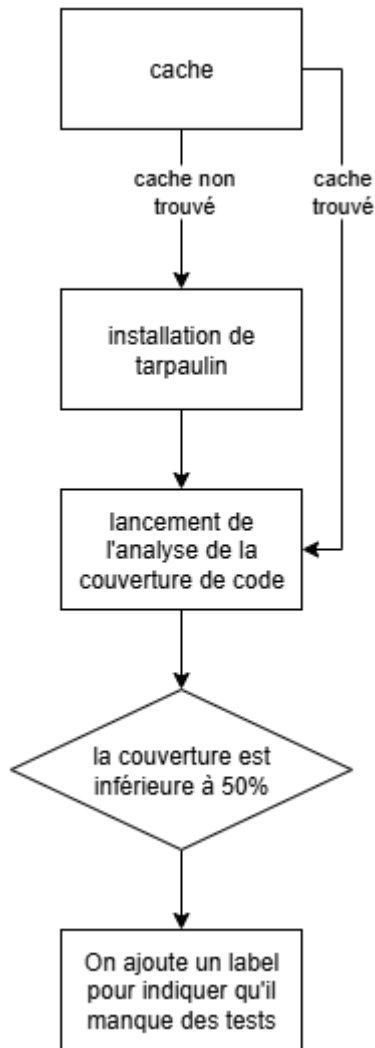 cache
cache non
trouvé
cache
trouvé
installation de
tarpaulin
lancement de
l'analyse de la
couverture de code
la couverture est
inférieure à 50%
On ajoute un label
pour indiquer qu'il
manque des tests